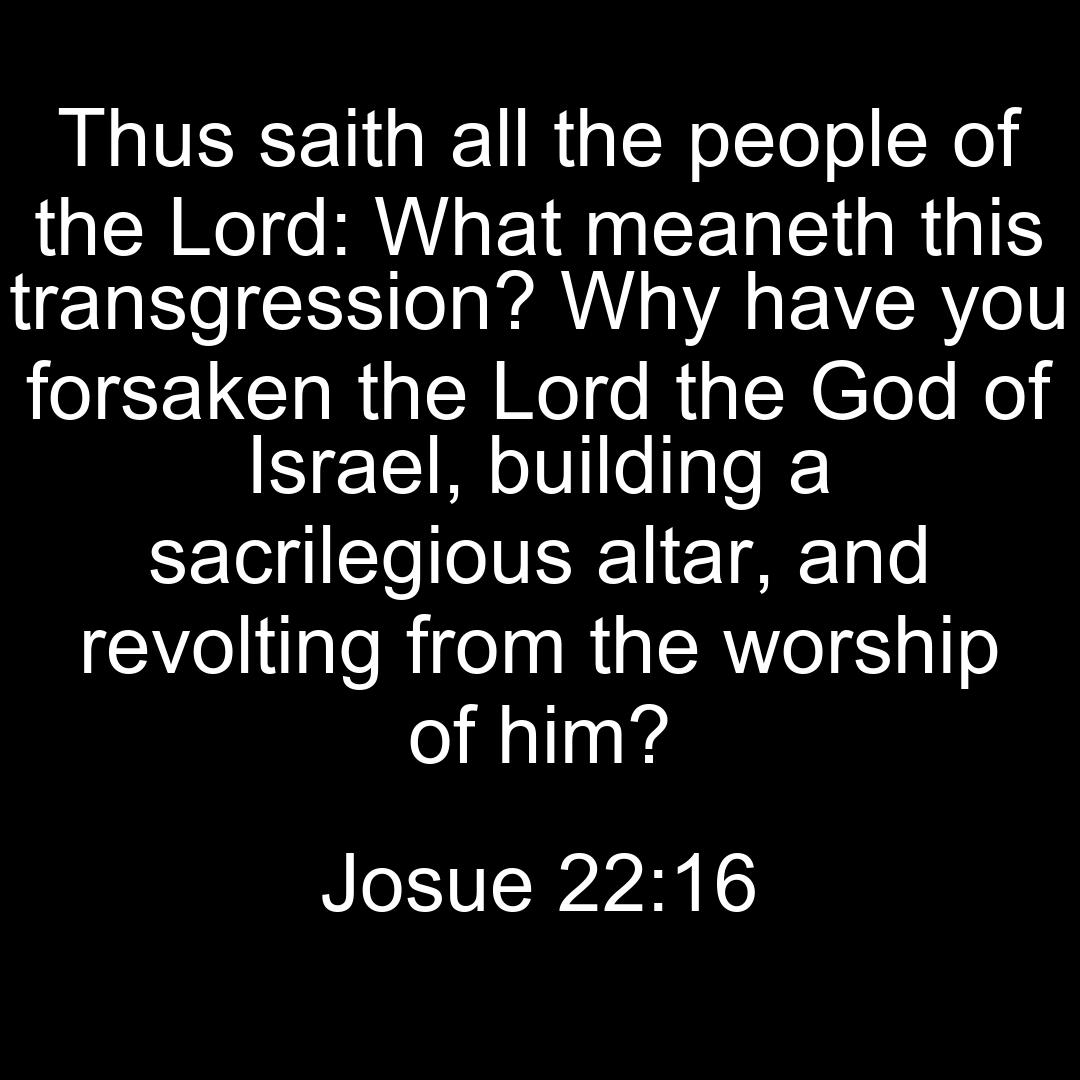 Thus saith all the people of
the Lord: What meaneth this
transgression? Why have you
forsaken the Lord the God of
Israel, building a
sacrilegious altar, and
revolting from the worship
of him?
Josue 22:16